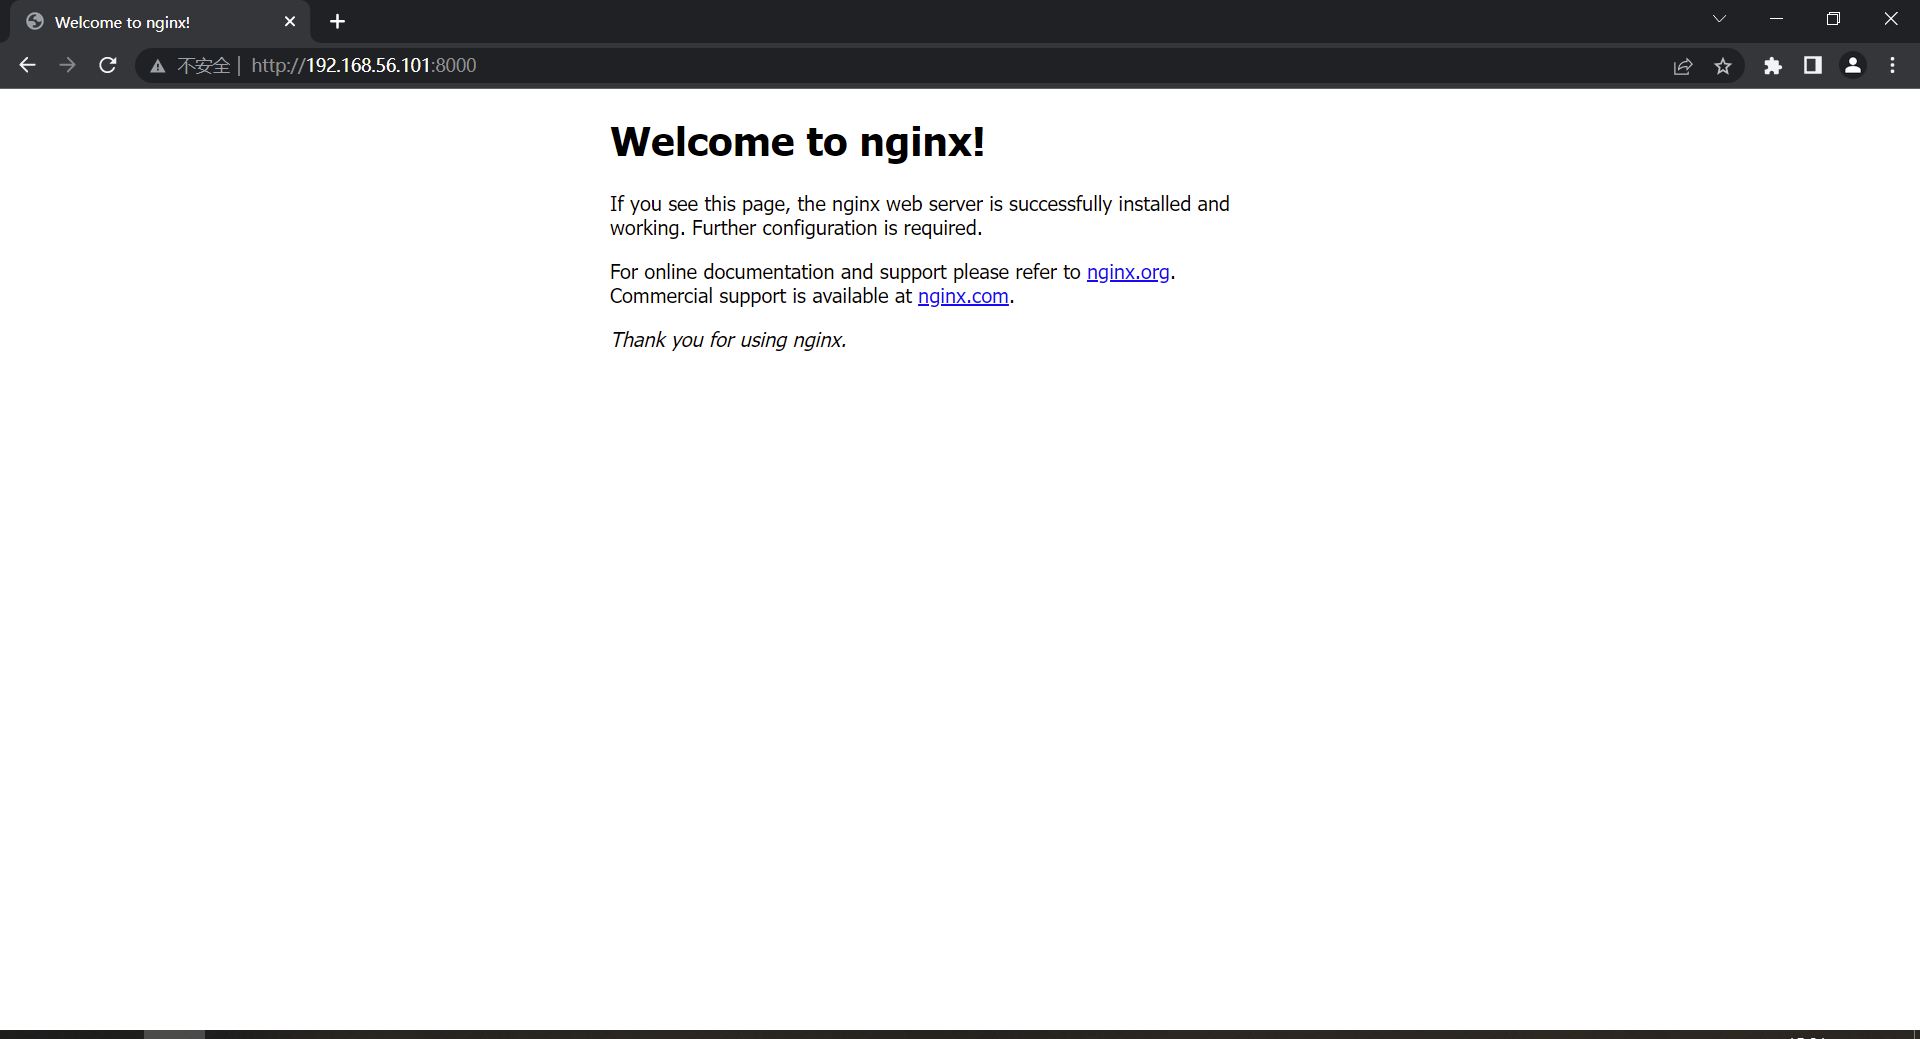 Welcome to nginx!
不安全 | http://192.168.56.101:8000
Welcome to nginx!
If you see this page, the nginx web server is successfully installed and
working. Further configuration is required.
For online documentation and support please refer to nginx.org.
Commercial support is available at nginx.com.
Thank you for using nginx.